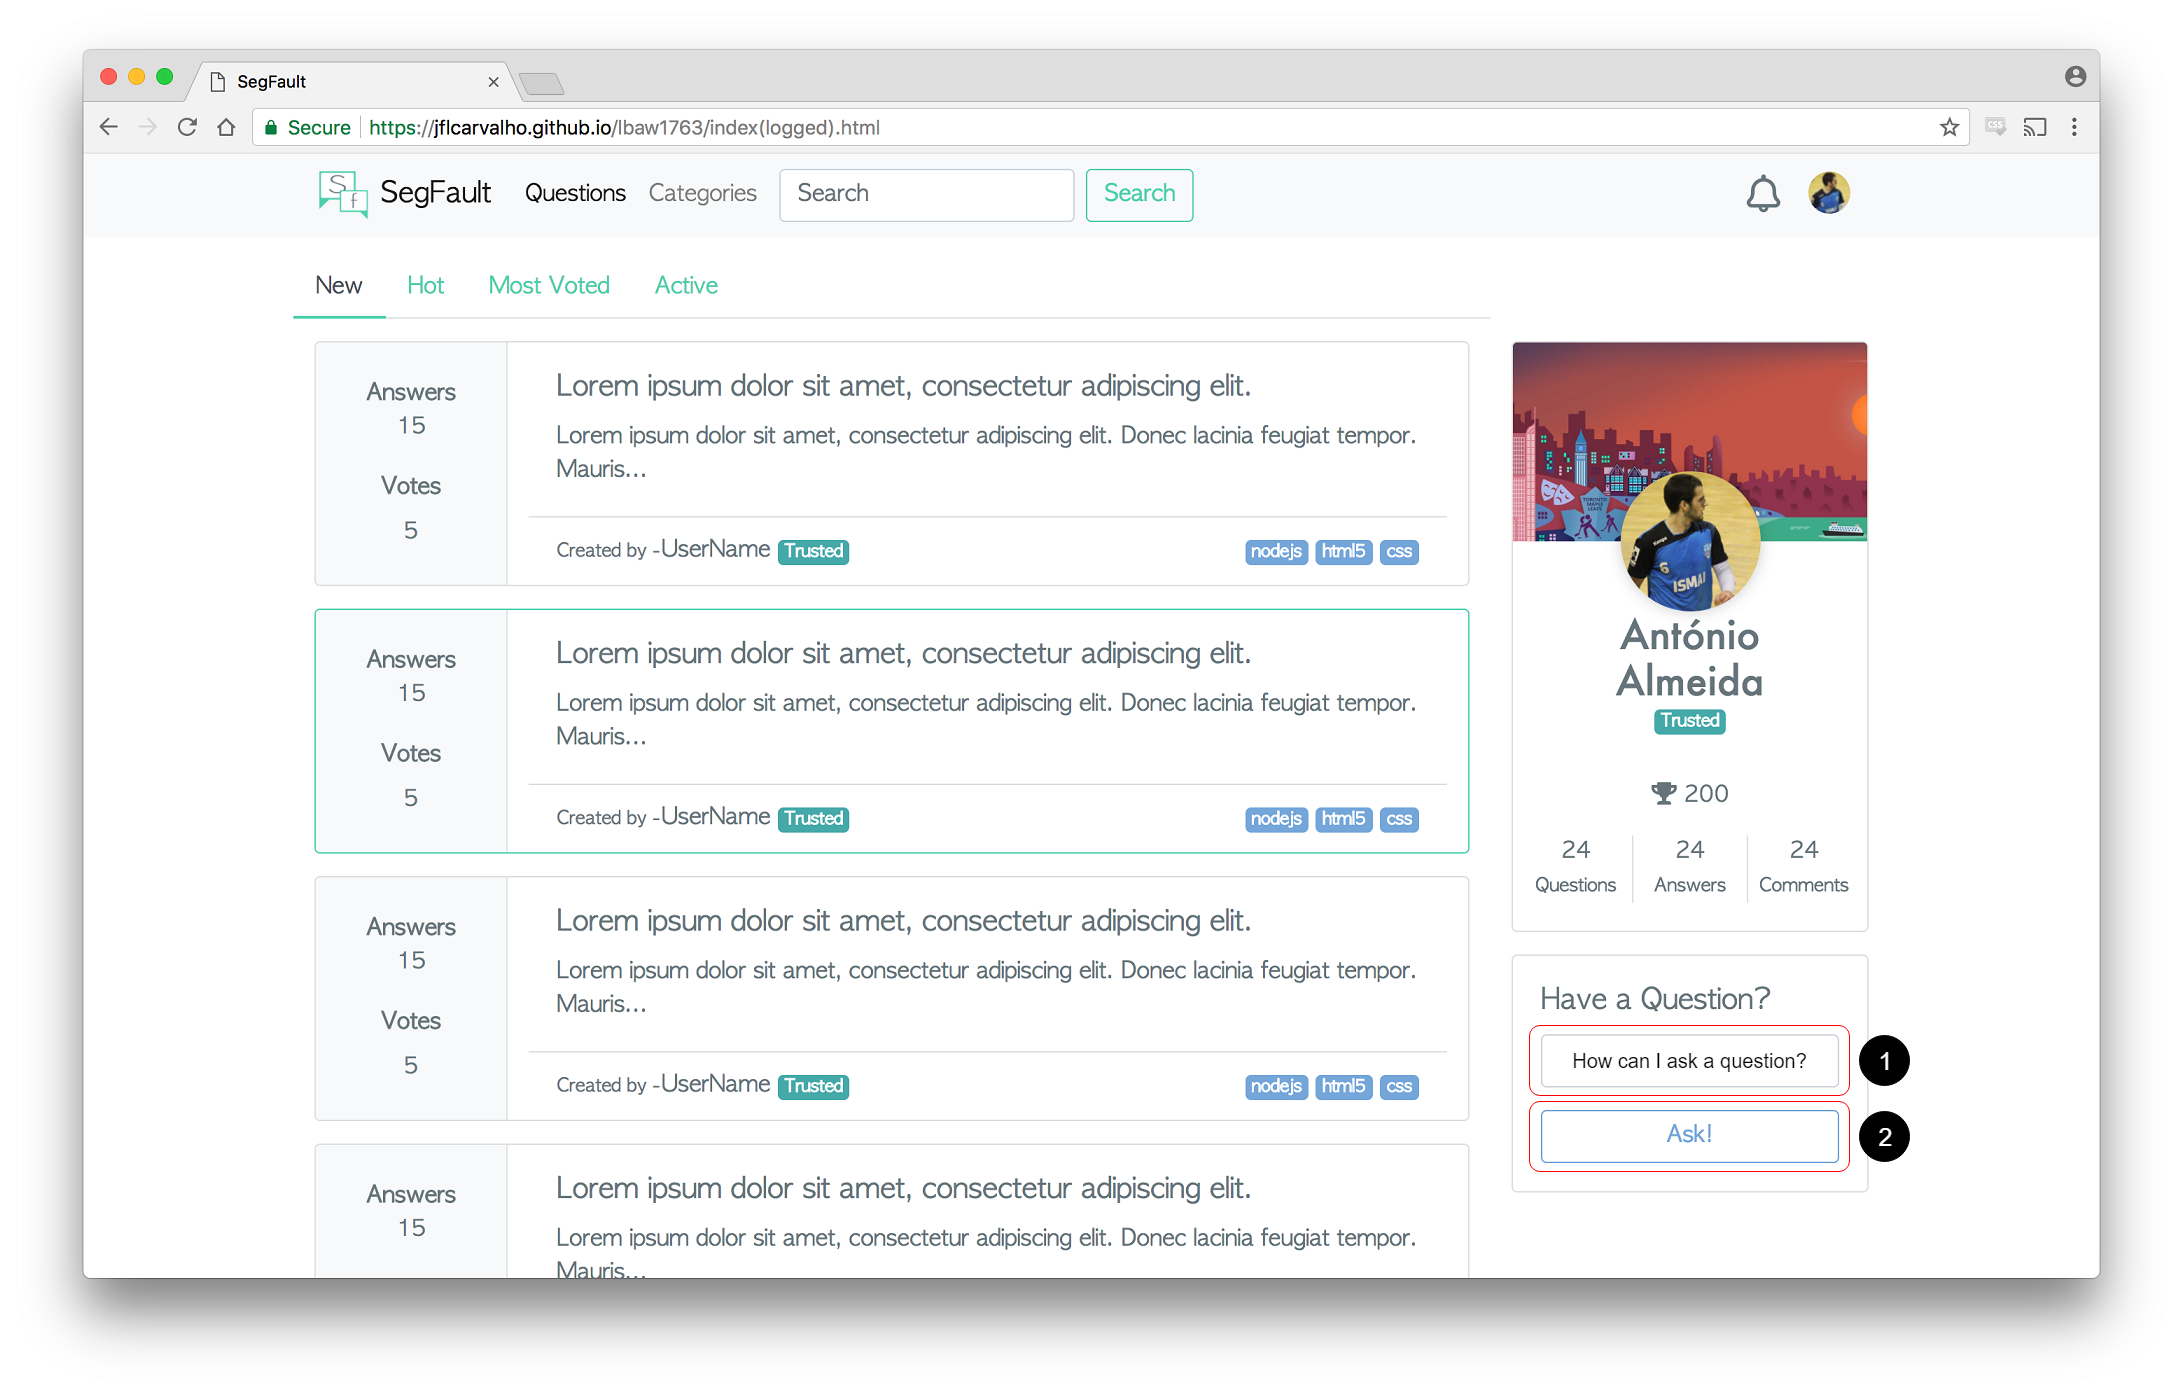 SegFault
Secure https://jflcarvalho.github.io/lbaw1763/index(logged).html
S f SegFault Questions Categories Search Search
New Hot Most Voted Active
Answers
15
Votes
5
Lorem ipsum dolor sit amet, consectetur adipiscing elit.
Lorem ipsum dolor sit amet, consectetur adipiscing elit. Donec lacinia feugiat tempor.
Mauris...
Created by -UserName Trusted nodejs html5 css
Answers
15
Votes
5
Lorem ipsum dolor sit amet, consectetur adipiscing elit.
Lorem ipsum dolor sit amet, consectetur adipiscing elit. Donec lacinia feugiat tempor.
Mauris...
Created by -UserName Trusted nodejs html5 css
Answers
15
Votes
5
Lorem ipsum dolor sit amet, consectetur adipiscing elit.
Lorem ipsum dolor sit amet, consectetur adipiscing elit. Donec lacinia feugiat tempor.
Mauris...
Created by -UserName Trusted nodejs html5 css
Answers
15
Lorem ipsum dolor sit amet, consectetur adipiscing elit.
Lorem ipsum dolor sit amet, consectetur adipiscing elit. Donec lacinia feugiat tempor.
Mauris...
TORONTO
MAPLE
LEAFS
6
ISMAI
António
Almeida
Trusted
200
24 24 24
Questions Answers Comments
Have a Question?
How can I ask a question? 1
Ask! 2